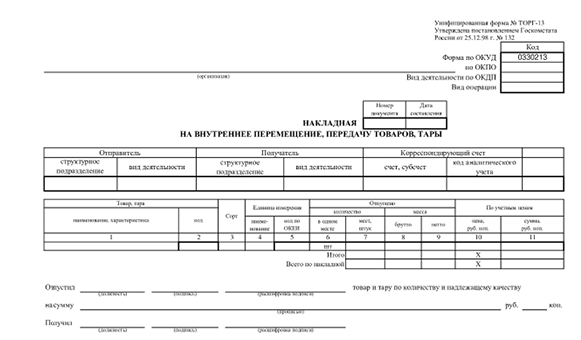 Унифицированная форма № ТОРГ-13
Утверждена постановлением Госкомстата
России от 25.12.98 г. № 132
Код
Форма по ОКУД 0330213
по ОКПО
(организация) Вид деятельности по ОКДП
Вид операции
Номер документа Дата составления
НАКЛАДНАЯ
НА ВНУТРЕННЕЕ ПЕРЕМЕЩЕНИЕ, ПЕРЕДАЧУ ТОВАРОВ, ТАРЫ
Отправитель Получатель Корреспондирующий счет
структурное подразделение вид деятельности структурное подразделение вид деятельности счет, субсчет код аналитического учета
Товар, тара Сорт Единица измерения Отпущено По учетным ценам
количество масса
наименование, характеристика код наиме-нование код по ОКЕИ в одном месте мест, штук брутто нетто цена, руб. коп. сумма, руб. коп.
1 2 3 4 5 6 7 8 9 10 11
шт
Итого X
Всего по накладной X
Отпустил товар и тару по количеству и надлежащему качеству
(должность) (подпись) (расшифровка подписи)
на сумму руб. коп.
(прописью)
Получил
(должность) (подпись) (расшифровка подписи)